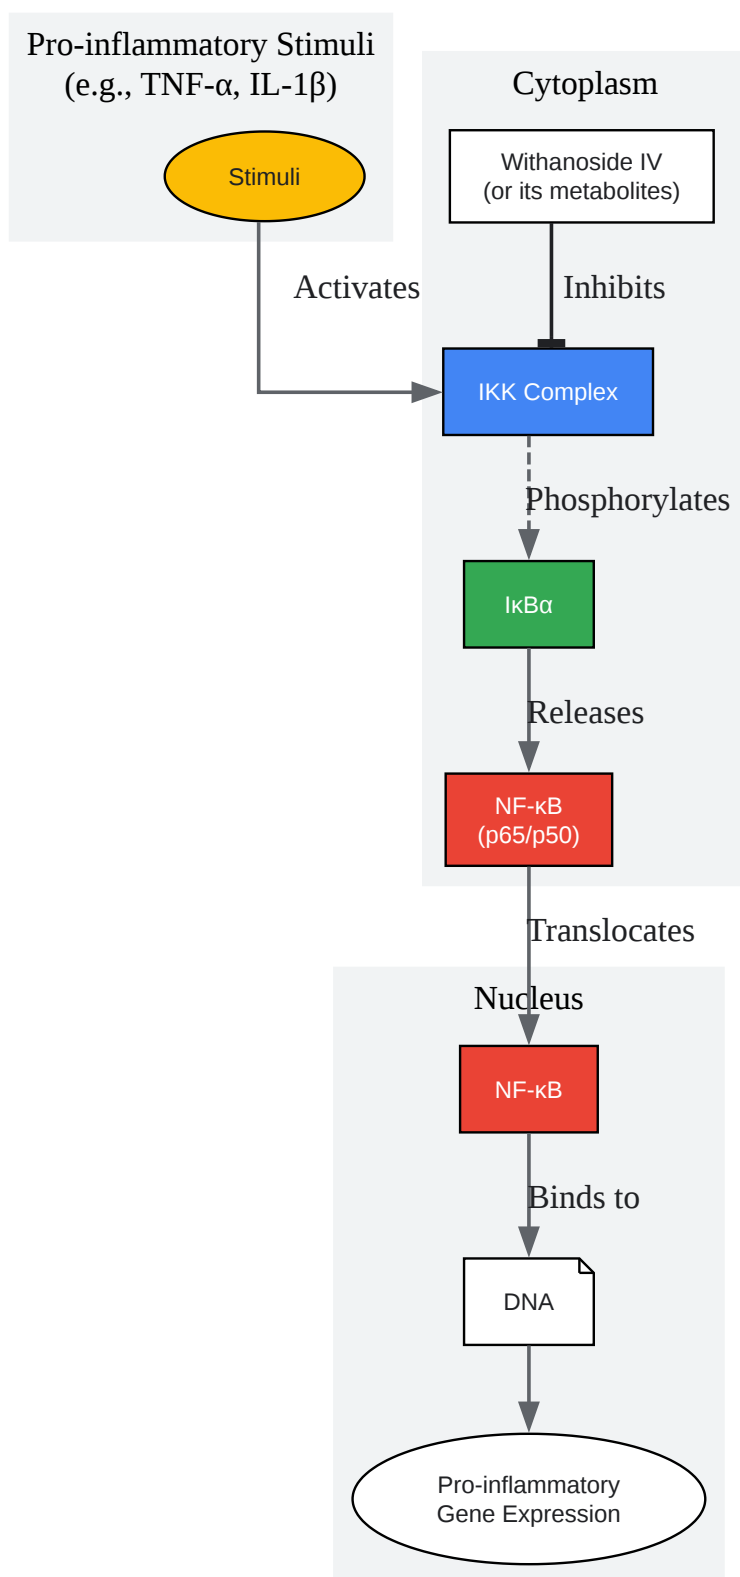 Pro-inflammatory Stimuli
(e.g., TNF-α, IL-1β)
Stimuli
Cytoplasm
Withanoside IV
(or its metabolites)
Activates
Inhibits
IKK Complex
Phosphorylates
IκBα
Releases
NF-κB
(p65/p50)
Translocates
Nucleus
NF-κB
Binds to
DNA
Pro-inflammatory
Gene Expression